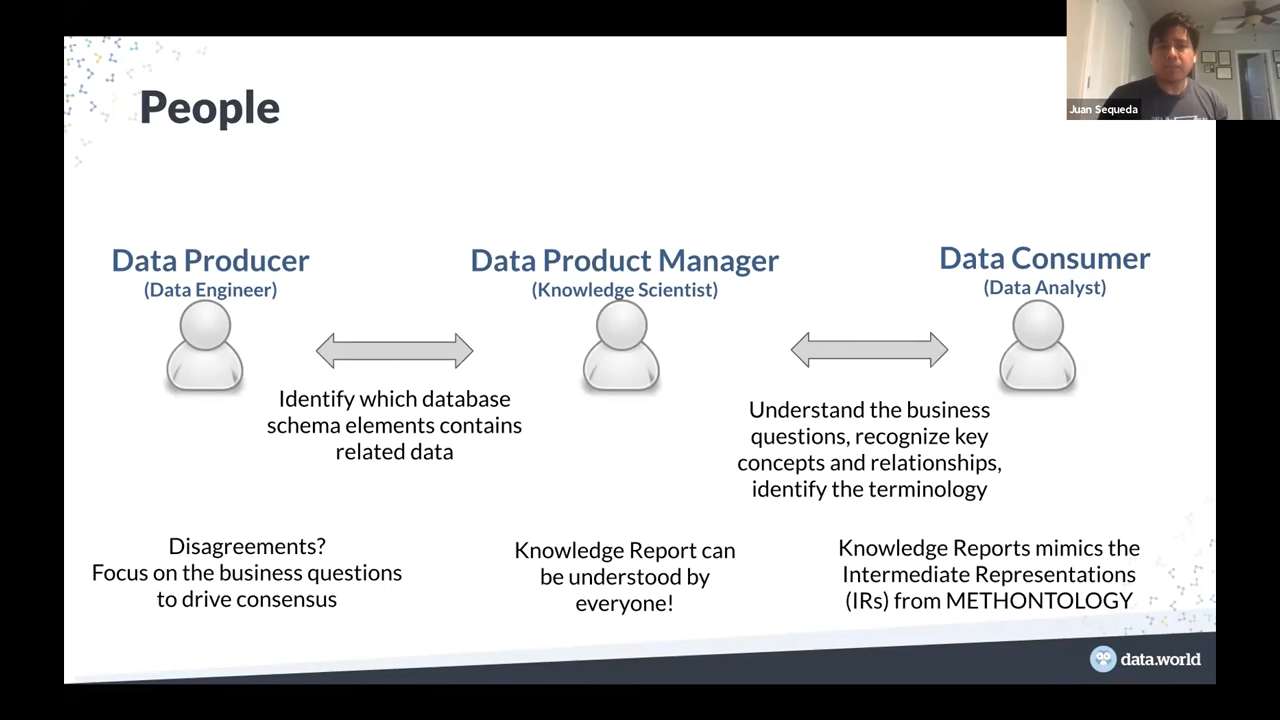 People
Juan Sequeda
Data Producer
(Data Engineer)
Data Product Manager
(Knowledge Scientist)
Data Consumer
(Data Analyst)
Identify which database
schema elements contains
related data
Understand the business
questions, recognize key
concepts and relationships,
identify the terminology
Disagreements?
Focus on the business questions
to drive consensus
Knowledge Report can
be understood by
everyone!
Knowledge Reports mimics the
Intermediate Representations
(IRs) from METHONTOLOGY
data.world